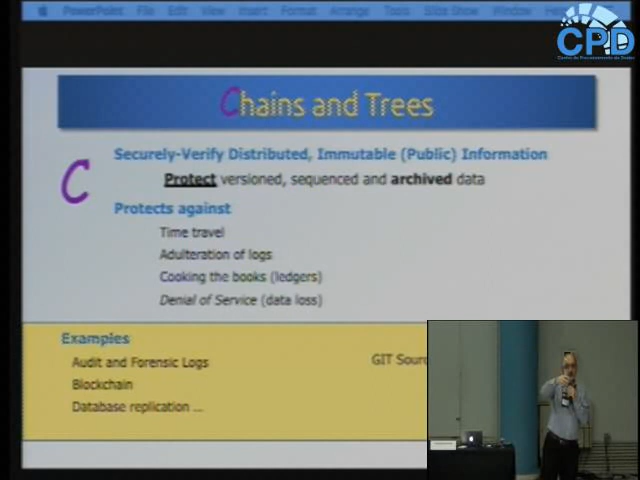 PowerPoint File Edit View Insert Format Arrange Tools Slide Show Window
CPD
Chains and Trees
Securely-Verify Distributed, Immutable (Public) Information
C
Protect versioned, sequenced and archived data
Protects against
Time travel
Adulteration of logs
Cooking the books (ledgers)
Denial of Service (data loss)
Examples
Audit and Forensic Logs
GIT Sour
Blockchain
Database replication ...